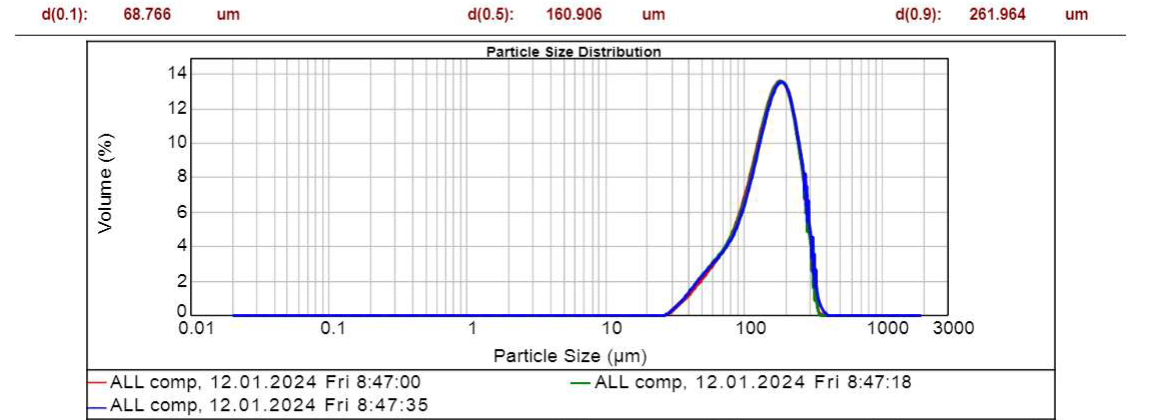 d(0.1): 68.766 um d(0.5): 160.906 um d(0.9): 261.964 um
Particle Size Distribution
14
12
10
8
6
4
2
0
Volume (%)
0.01 0.1 1 10 100 1000 3000
Particle Size (µm)
ALL comp, 12.01.2024 Fri 8:47:00 ALL comp, 12.01.2024 Fri 8:47:18
ALL comp, 12.01.2024 Fri 8:47:35